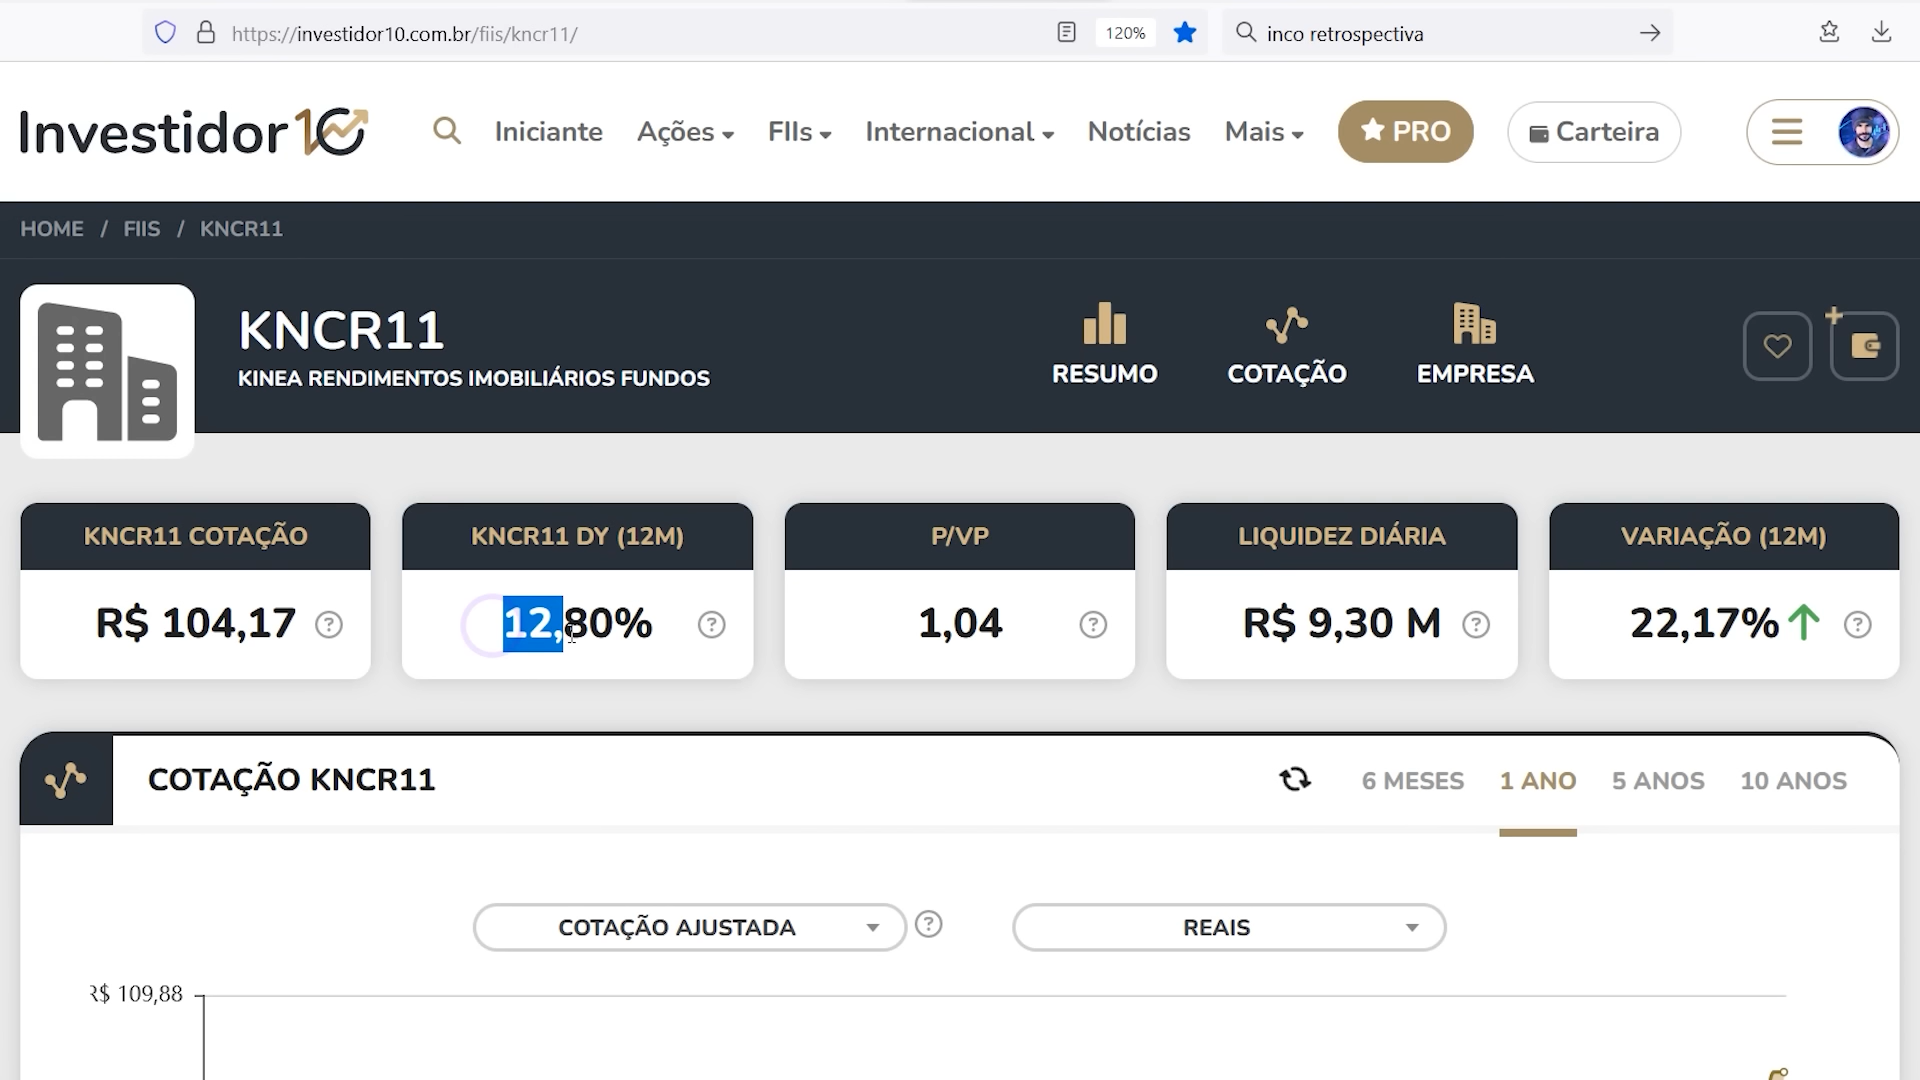 https://investidor10.com.br/fiis/kncr11/
120%
inco retrospectiva
Investidor10
Iniciante
Ações
FIIs
Internacional
Notícias
Mais
PRO
Carteira
HOME / FIIS / KNCR11
KNCR11
KINEA RENDIMENTOS IMOBILIÁRIOS FUNDOS
RESUMO
COTAÇÃO
EMPRESA
KNCR11 COTAÇÃO
R$ 104,17
KNCR11 DY (12M)
12,80%
P/VP
1,04
LIQUIDEZ DIÁRIA
R$ 9,30 M
VARIAÇÃO (12M)
22,17%
COTAÇÃO KNCR11
6 MESES
1 ANO
5 ANOS
10 ANOS
COTAÇÃO AJUSTADA
REAIS
R$ 109,88